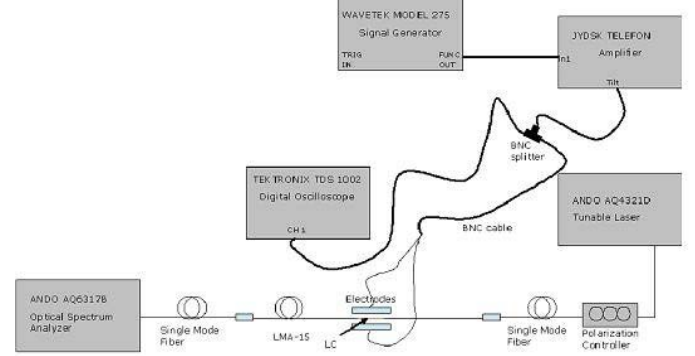 WAVETEK MODEL 275
Signal Generator
TRIG
IN
FUNC
OUT
JYDSK TELEFON
Amplifier
In1
Tilt
BNC
splitter
TEKTRONIX TDS 1002
Digital Oscilloscope
CH 1
ANDO AQ4321D
Tunable Laser
BNC cable
ANDO AQ6317B
Optical Spectrum
Analyzer
Single Mode
Fiber
LMA-15
Electrodes
LC
Single Mode
Fiber
Polarization
Controller